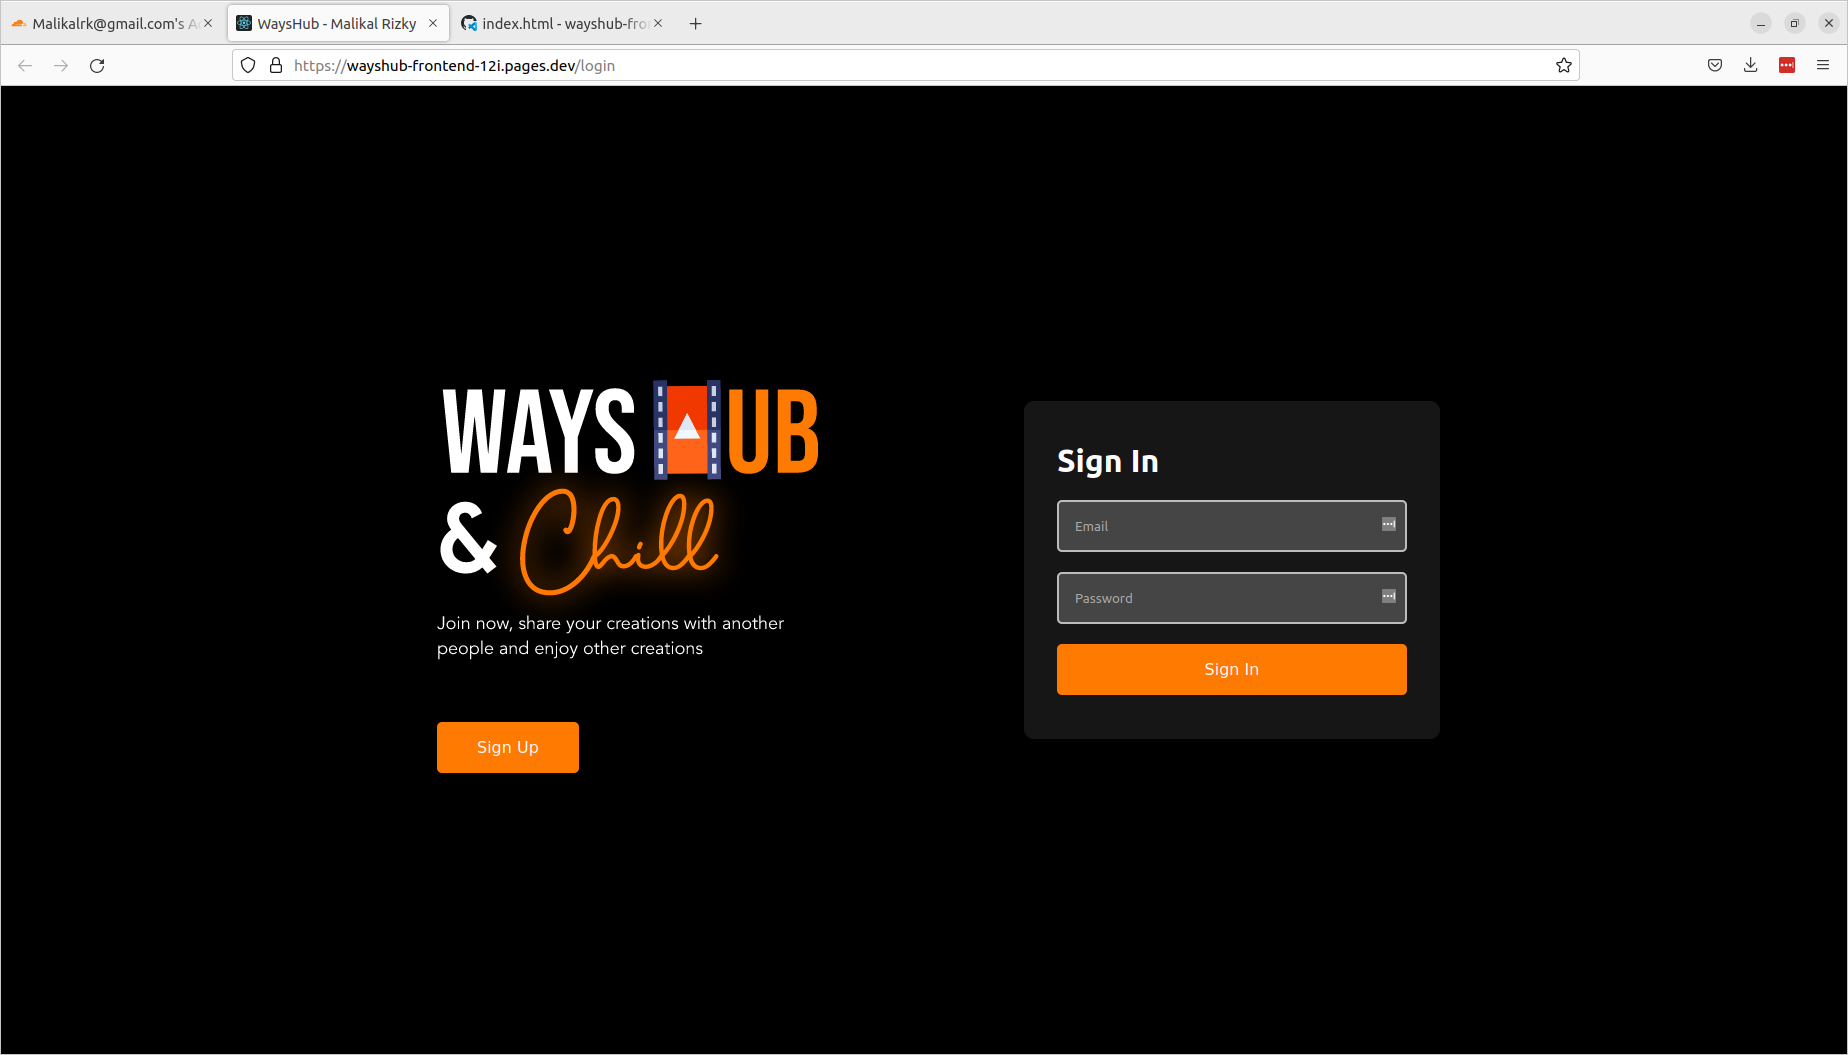 Malikalrk@gmail.com's A
WaysHub - Malikal Rizky
index.html - wayshub-fro
https://wayshub-frontend-12i.pages.dev/login
WAYS HUB
& Chill
Join now, share your creations with another
people and enjoy other creations
Sign Up
Sign In
Email
Password
Sign In